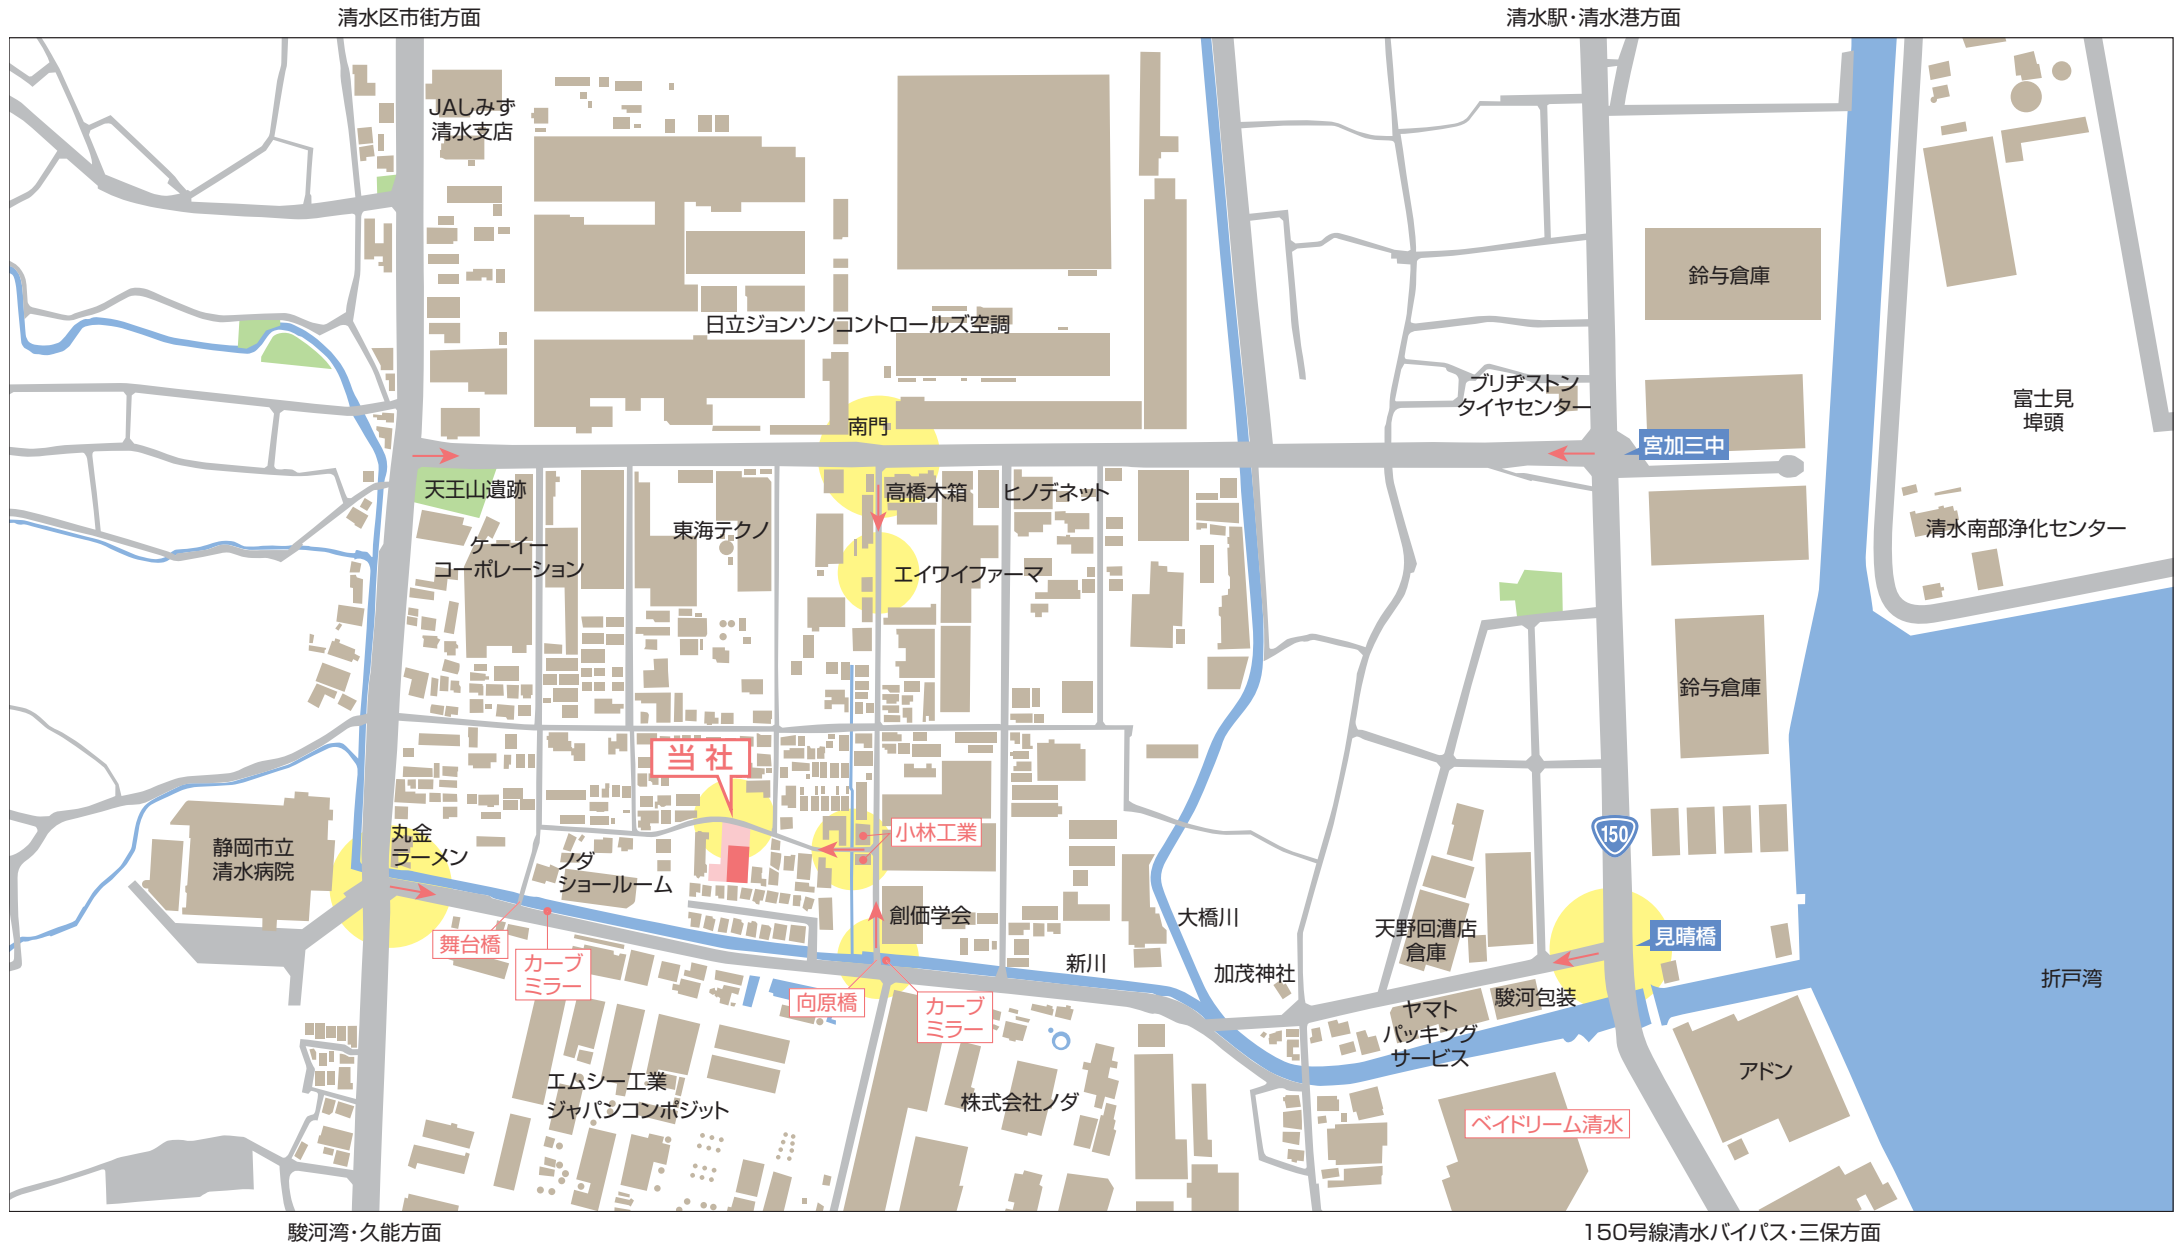 清水区市街方面
清水駅・清水港方面
JAしみず
清水支店
鈴与倉庫
日立ジョンソンコントロールズ空調
ブリヂストン
タイヤセンター
富士見
埠頭
南門
宮加三中
天王山遺跡
高橋木箱
ヒノデネット
東海テクノ
清水南部浄化センター
ケーイー
コーポレーション
エイワイファーマ
鈴与倉庫
当社
小林工業
150
丸金
ラーメン
静岡市立
清水病院
ノダ
ショールーム
創価学会
大橋川
天野回漕店
倉庫
見晴橋
舞台橋
カーブ
ミラー
新川
加茂神社
折戸湾
向原橋
カーブ
ミラー
駿河包装
ヤマト
パッキング
サービス
エムシー工業
ジャパンコンポジット
株式会社ノダ
アドン
ベイドリーム清水
駿河湾・久能方面
150号線清水バイパス・三保方面